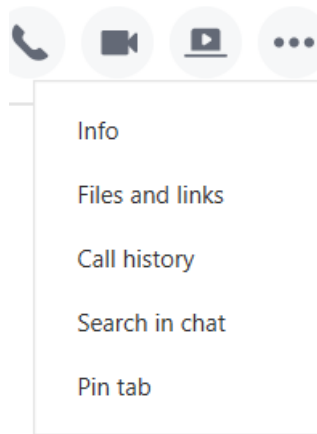 Info
Files and links
Call history
Search in chat
Pin tab